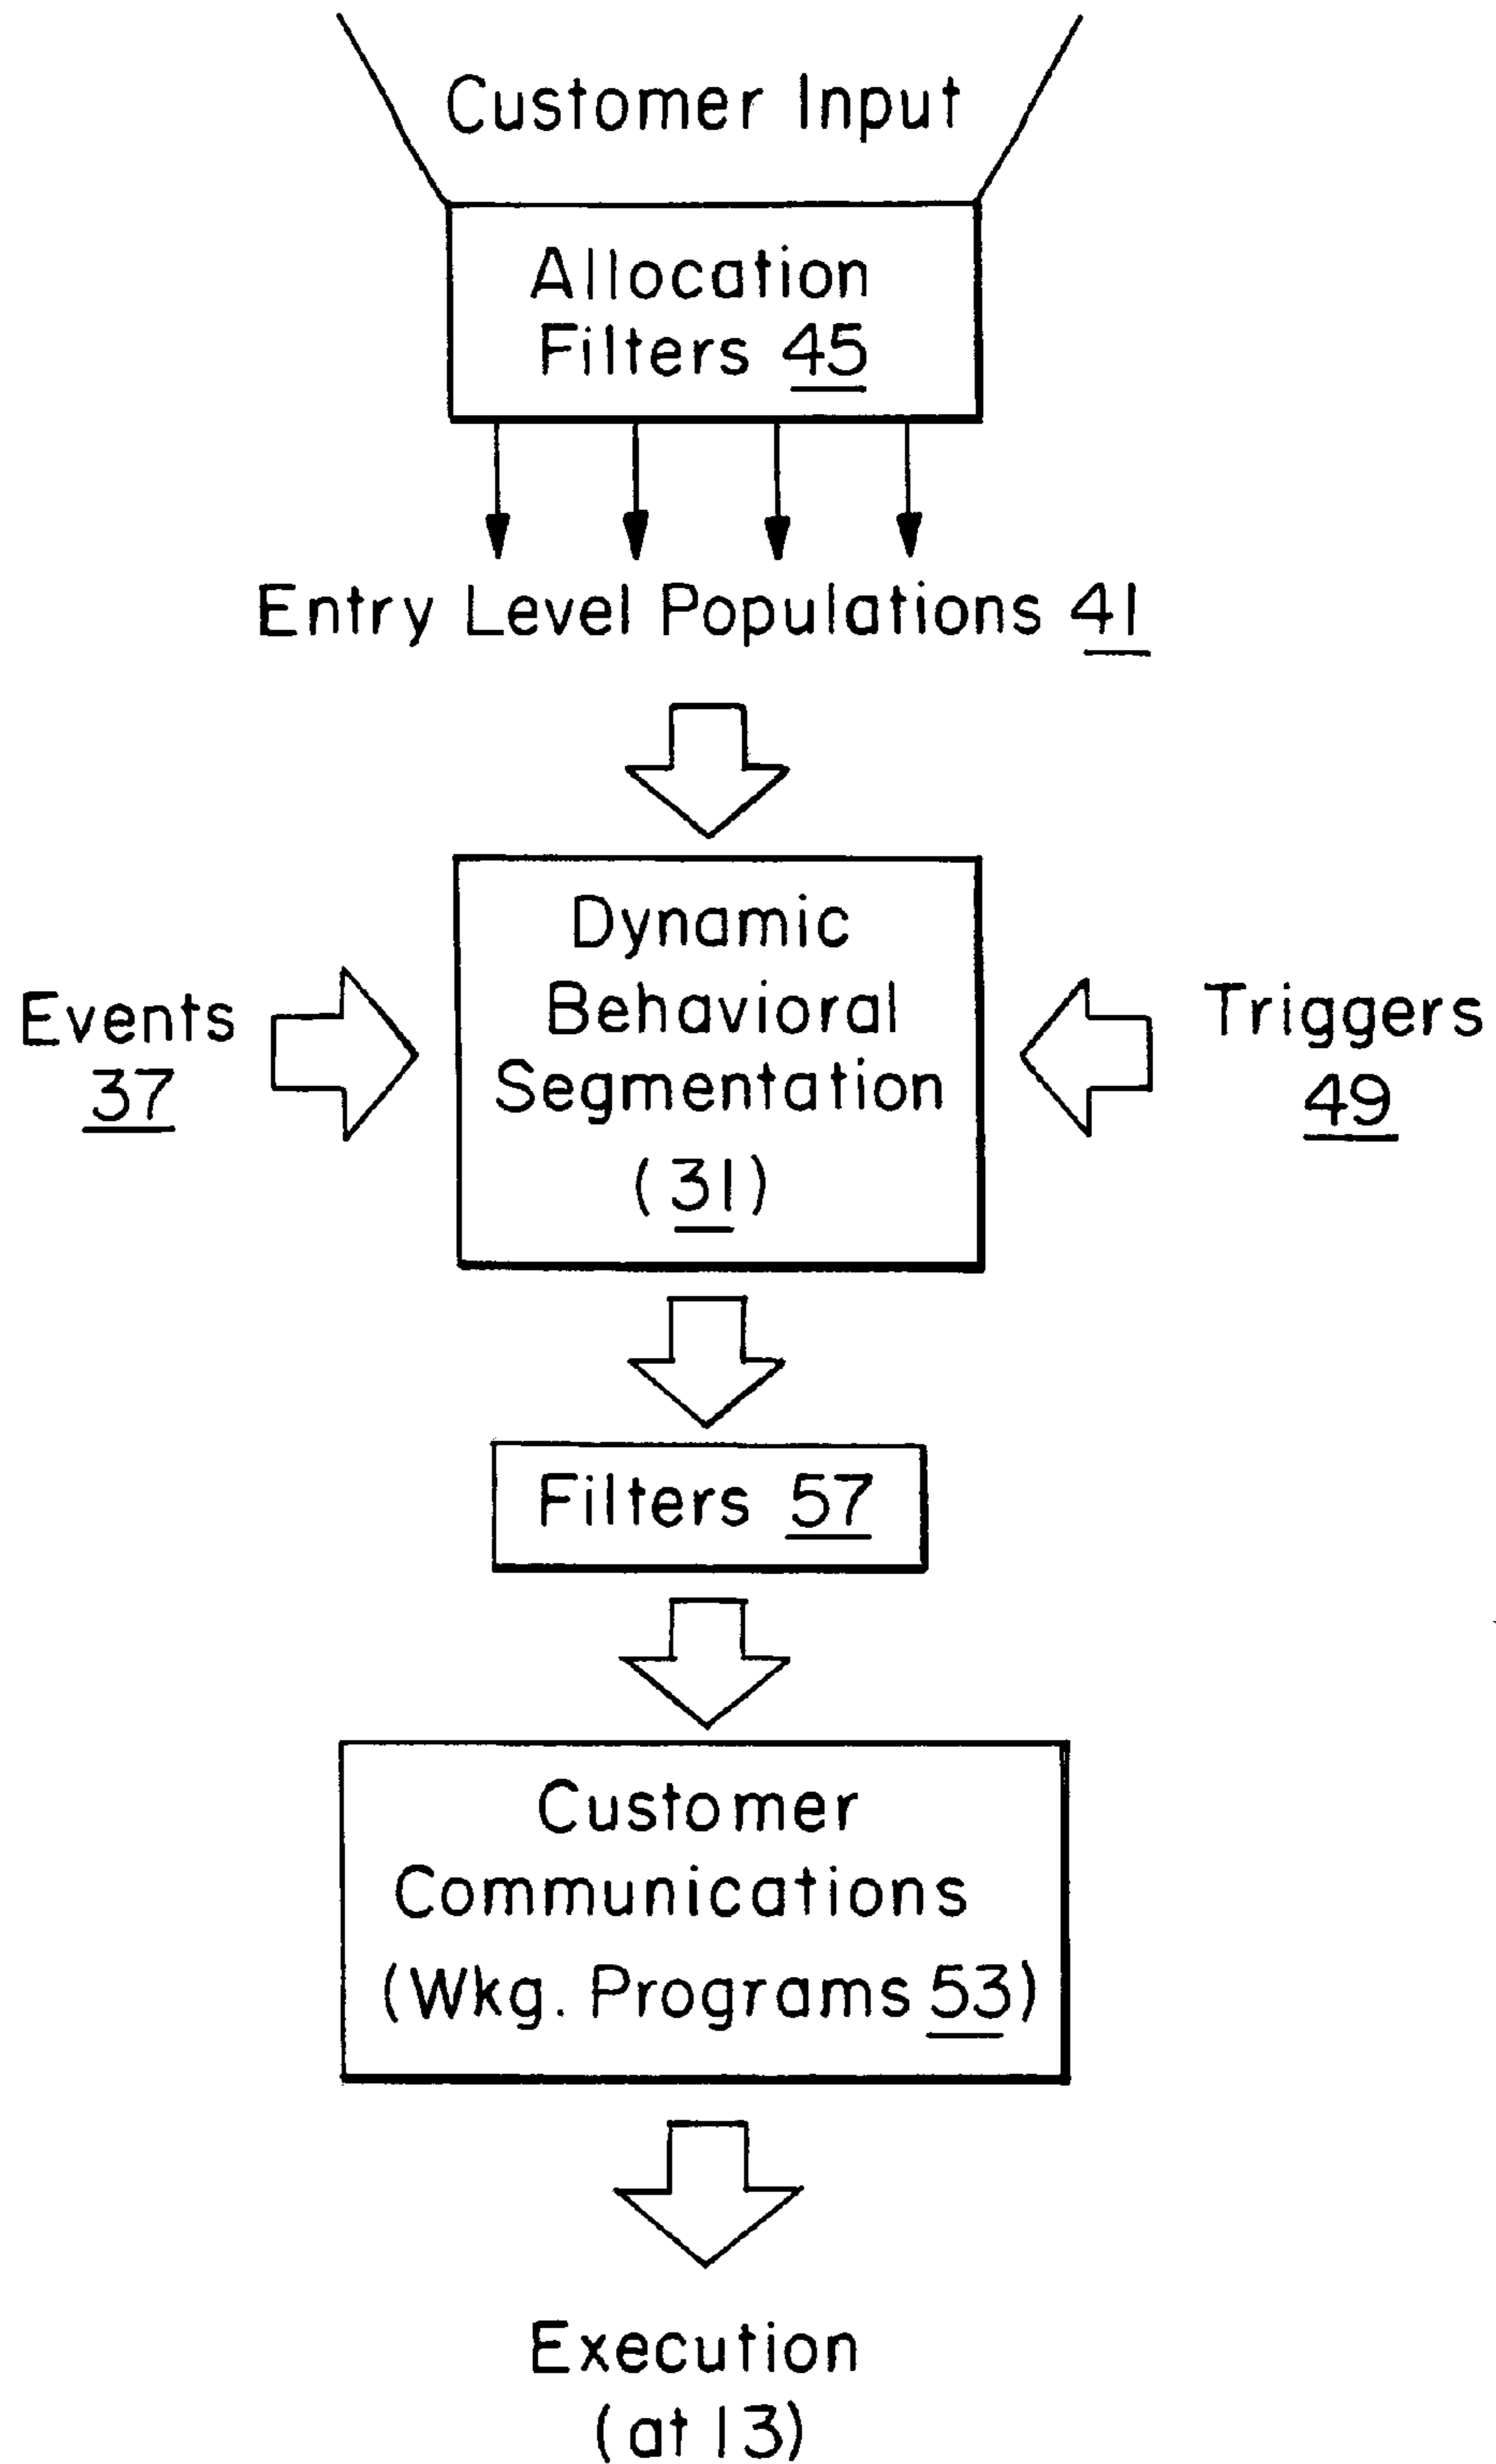 Customer Input
Allocation
Filters 45
Entry Level Populations 41
Dynamic
Behavioral
Segmentation
(31)
Events
37
Triggers
49
Filters 57
Customer
Communications
(Wkg. Programs 53)
Execution
(at 13)